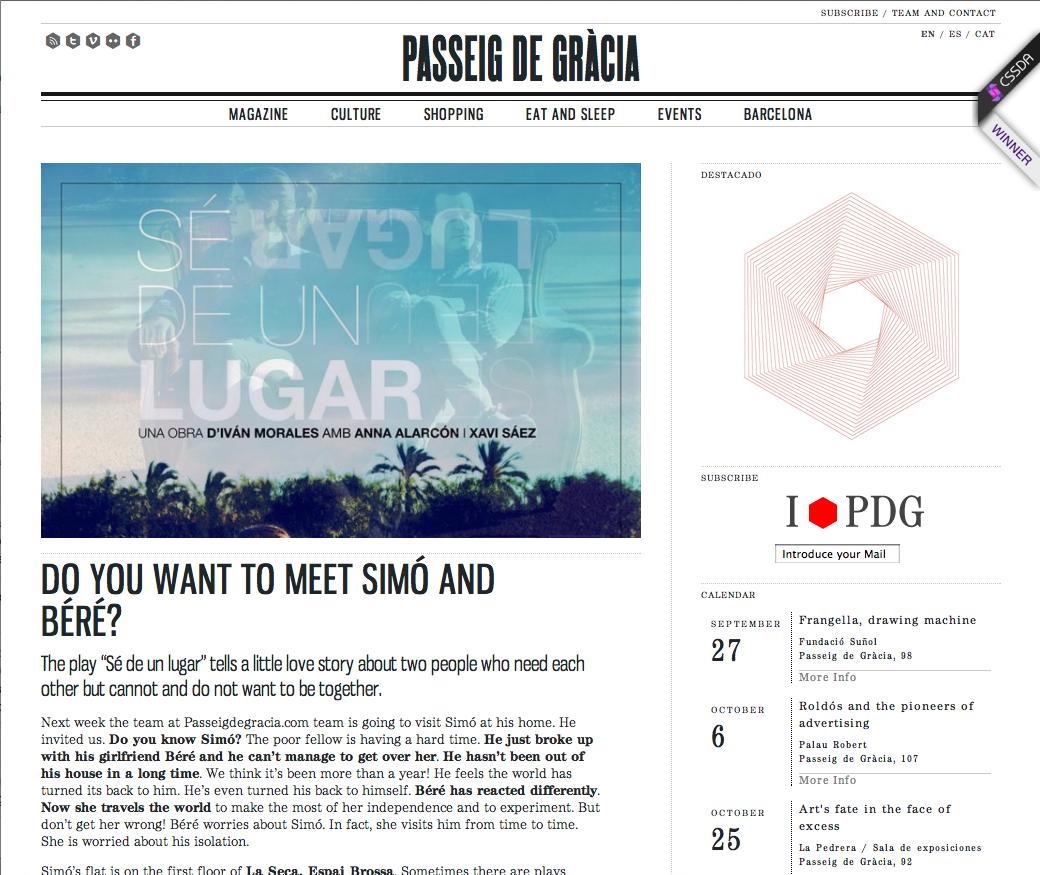 SUBSCRIBE / TEAM AND CONTACT
EN / ES / CAT
PASSEIG DE GRÀCIA
CSSDA
WINNER
MAGAZINE CULTURE SHOPPING EAT AND SLEEP EVENTS BARCELONA
SÉ LUGAR
DE UN
LUGAR ES
UNA OBRA D'IVÁN MORALES AMB ANNA ALARCÓN I XAVI SÁEZ
DO YOU WANT TO MEET SIMÓ AND
BÉRÉ?
The play “Sé de un lugar” tells a little love story about two people who need each
other but cannot and do not want to be together.
Next week the team at Passeigdegracia.com team is going to visit Simó at his home. He
invited us. Do you know Simó? The poor fellow is having a hard time. He just broke up
with his girlfriend Béré and he can’t manage to get over her. He hasn’t been out of
his house in a long time. We think it’s been more than a year! He feels the world has
turned its back to him. He’s even turned his back to himself. Béré has reacted differently.
Now she travels the world to make the most of her independence and to experiment. But
don’t get her wrong! Béré worries about Simó. In fact, she visits him from time to time.
She is worried about his isolation.
Simó’s flat is on the first floor of La Seca, Espai Brossa. Sometimes there are plays
DESTACADO
SUBSCRIBE
I PDG
Introduce your Mail
CALENDAR
SEPTEMBER
27
Frangella, drawing machine
Fundació Suñol
Passeig de Gràcia, 98
More Info
OCTOBER
6
Roldós and the pioneers of
advertising
Palau Robert
Passeig de Gràcia, 107
More Info
OCTOBER
25
Art's fate in the face of
excess
La Pedrera / Sala de exposiciones
Passeig de Gràcia, 92